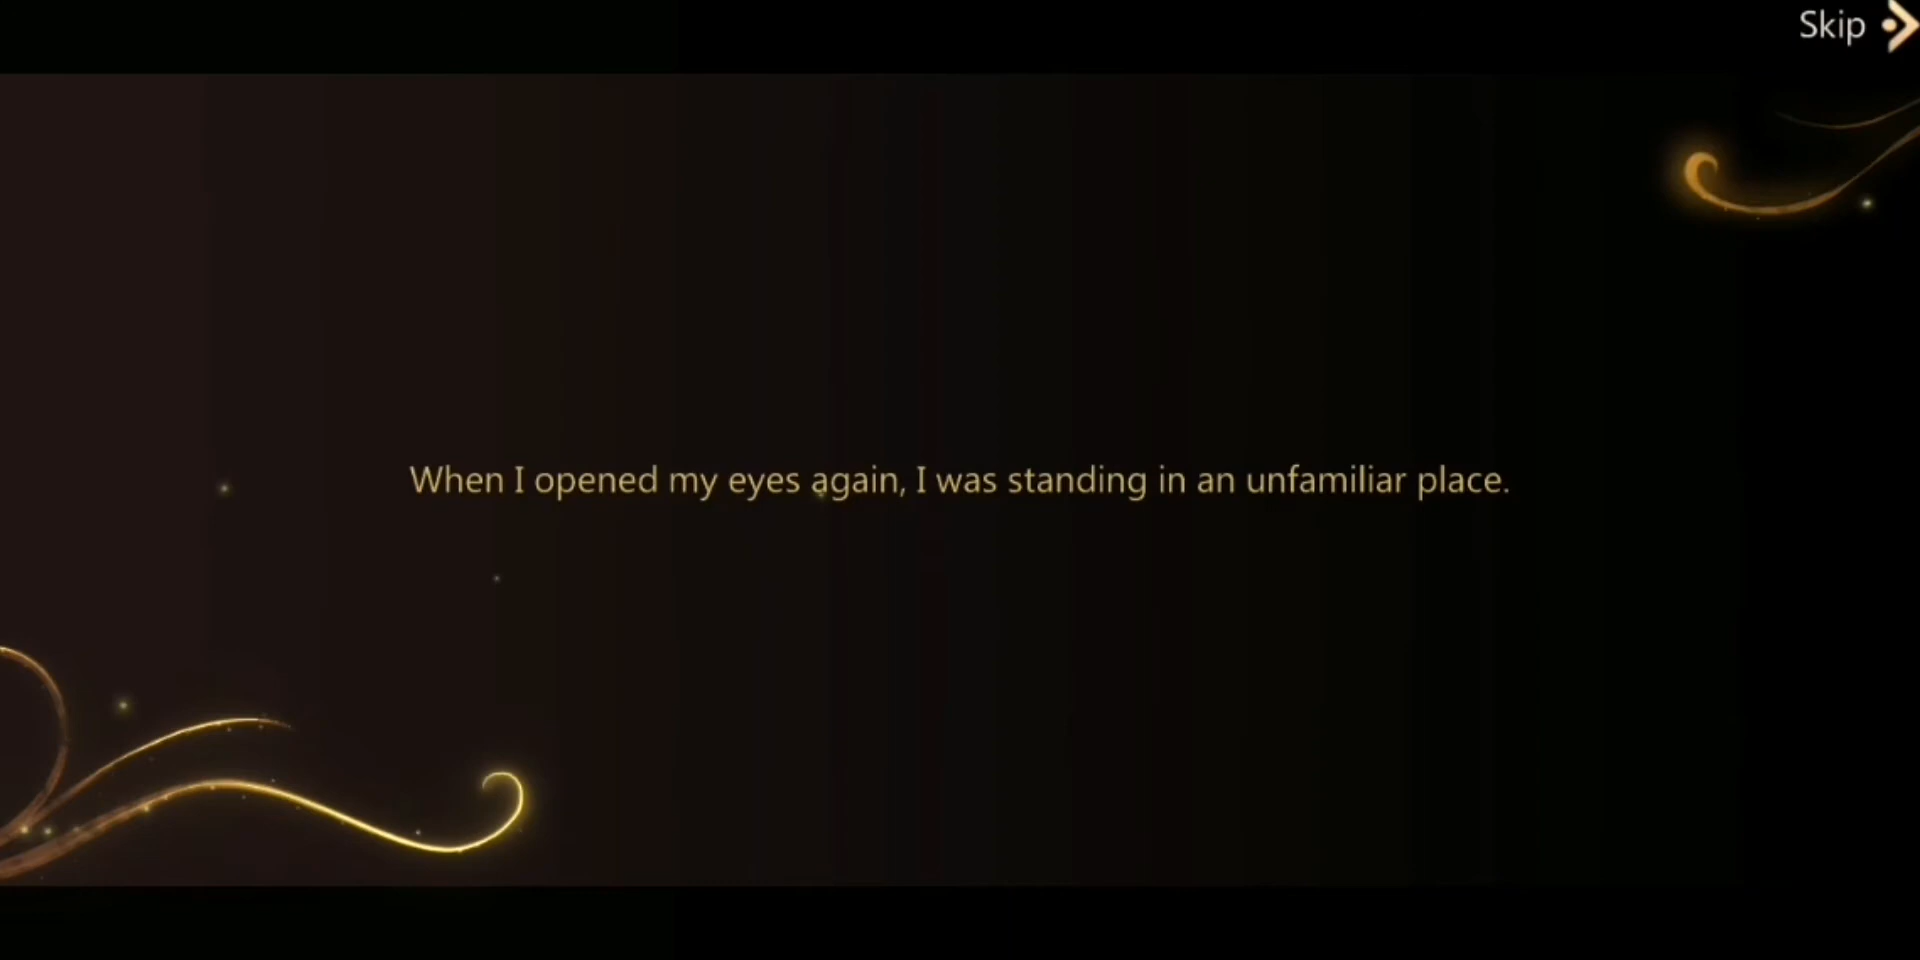 Skip
When I opened my eyes again, I was standing in an unfamiliar place.